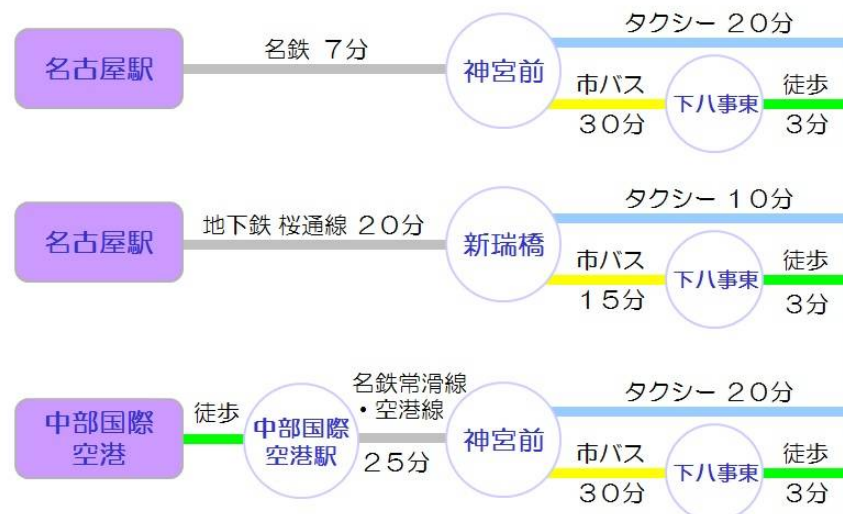 タクシー 20分
名鉄 7分
名古屋駅
神宮前
市バス
徒歩
下八事東
30分
3分
タクシー 10分
地下鉄 桜通線 20分
名古屋駅
新瑞橋
市バス
徒歩
下八事東
15分
3分
名鉄常滑線
・空港線
タクシー 20分
徒歩
中部国際
空港
中部国際
空港駅
25分
神宮前
市バス
徒歩
下八事東
30分
3分